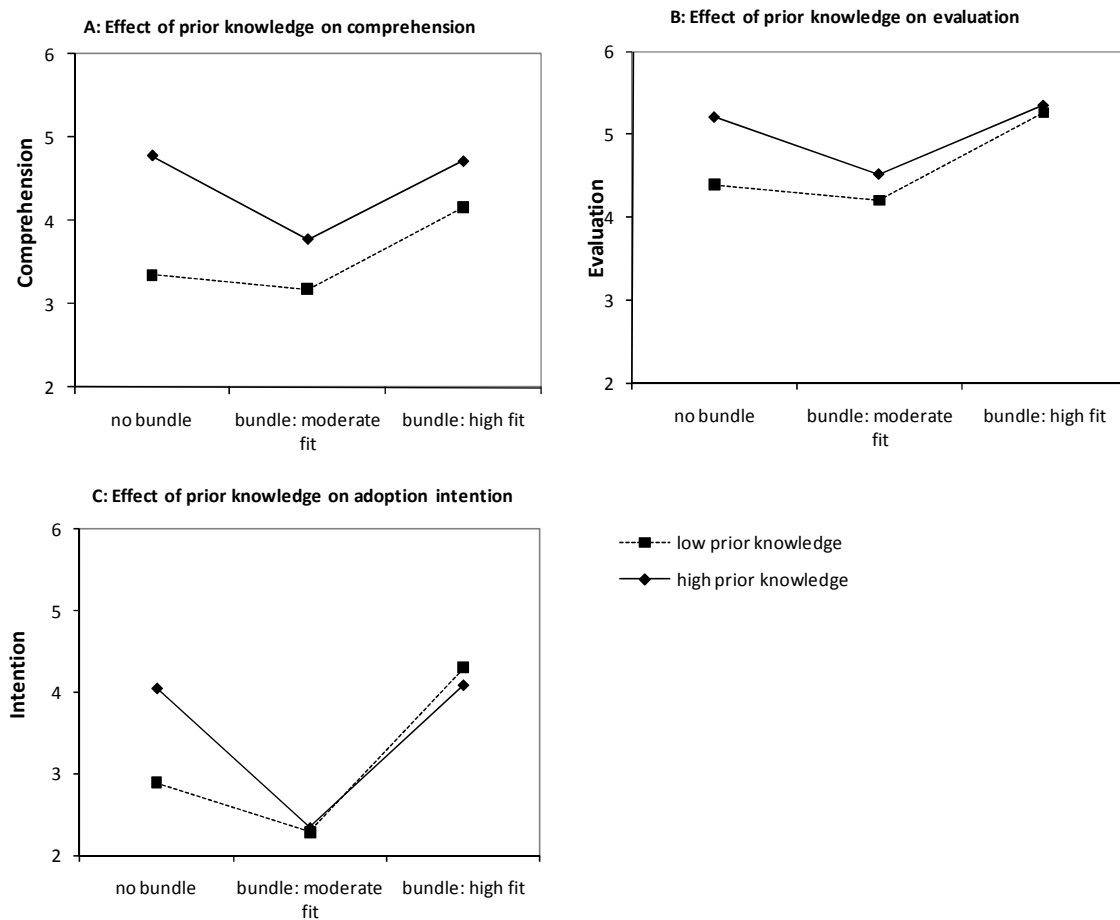 A: Effect of prior knowledge on comprehension
6
5
4
3
2
Comprehension
no bundle
bundle: moderate
fit
bundle: high fit
B: Effect of prior knowledge on evaluation
6
5
4
3
2
Evaluation
no bundle
bundle: moderate
fit
bundle: high fit
C: Effect of prior knowledge on adoption intention
6
5
4
3
2
Intention
no bundle
bundle: moderate
fit
bundle: high fit
low prior knowledge
high prior knowledge